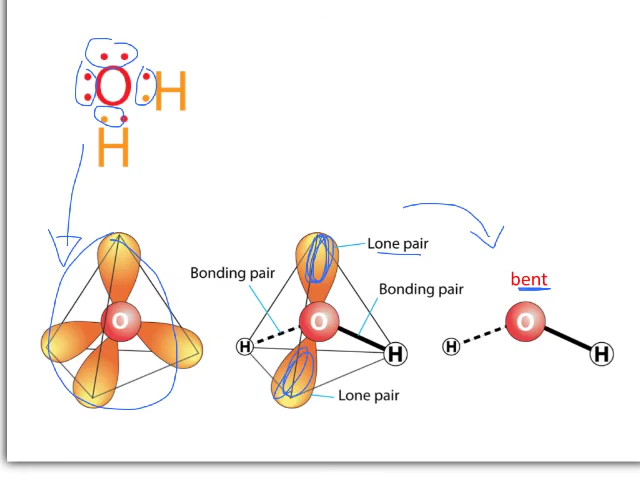 O H
H
Lone pair
Bonding pair
bent
Bonding pair
O
H O H
H O H
Lone pair